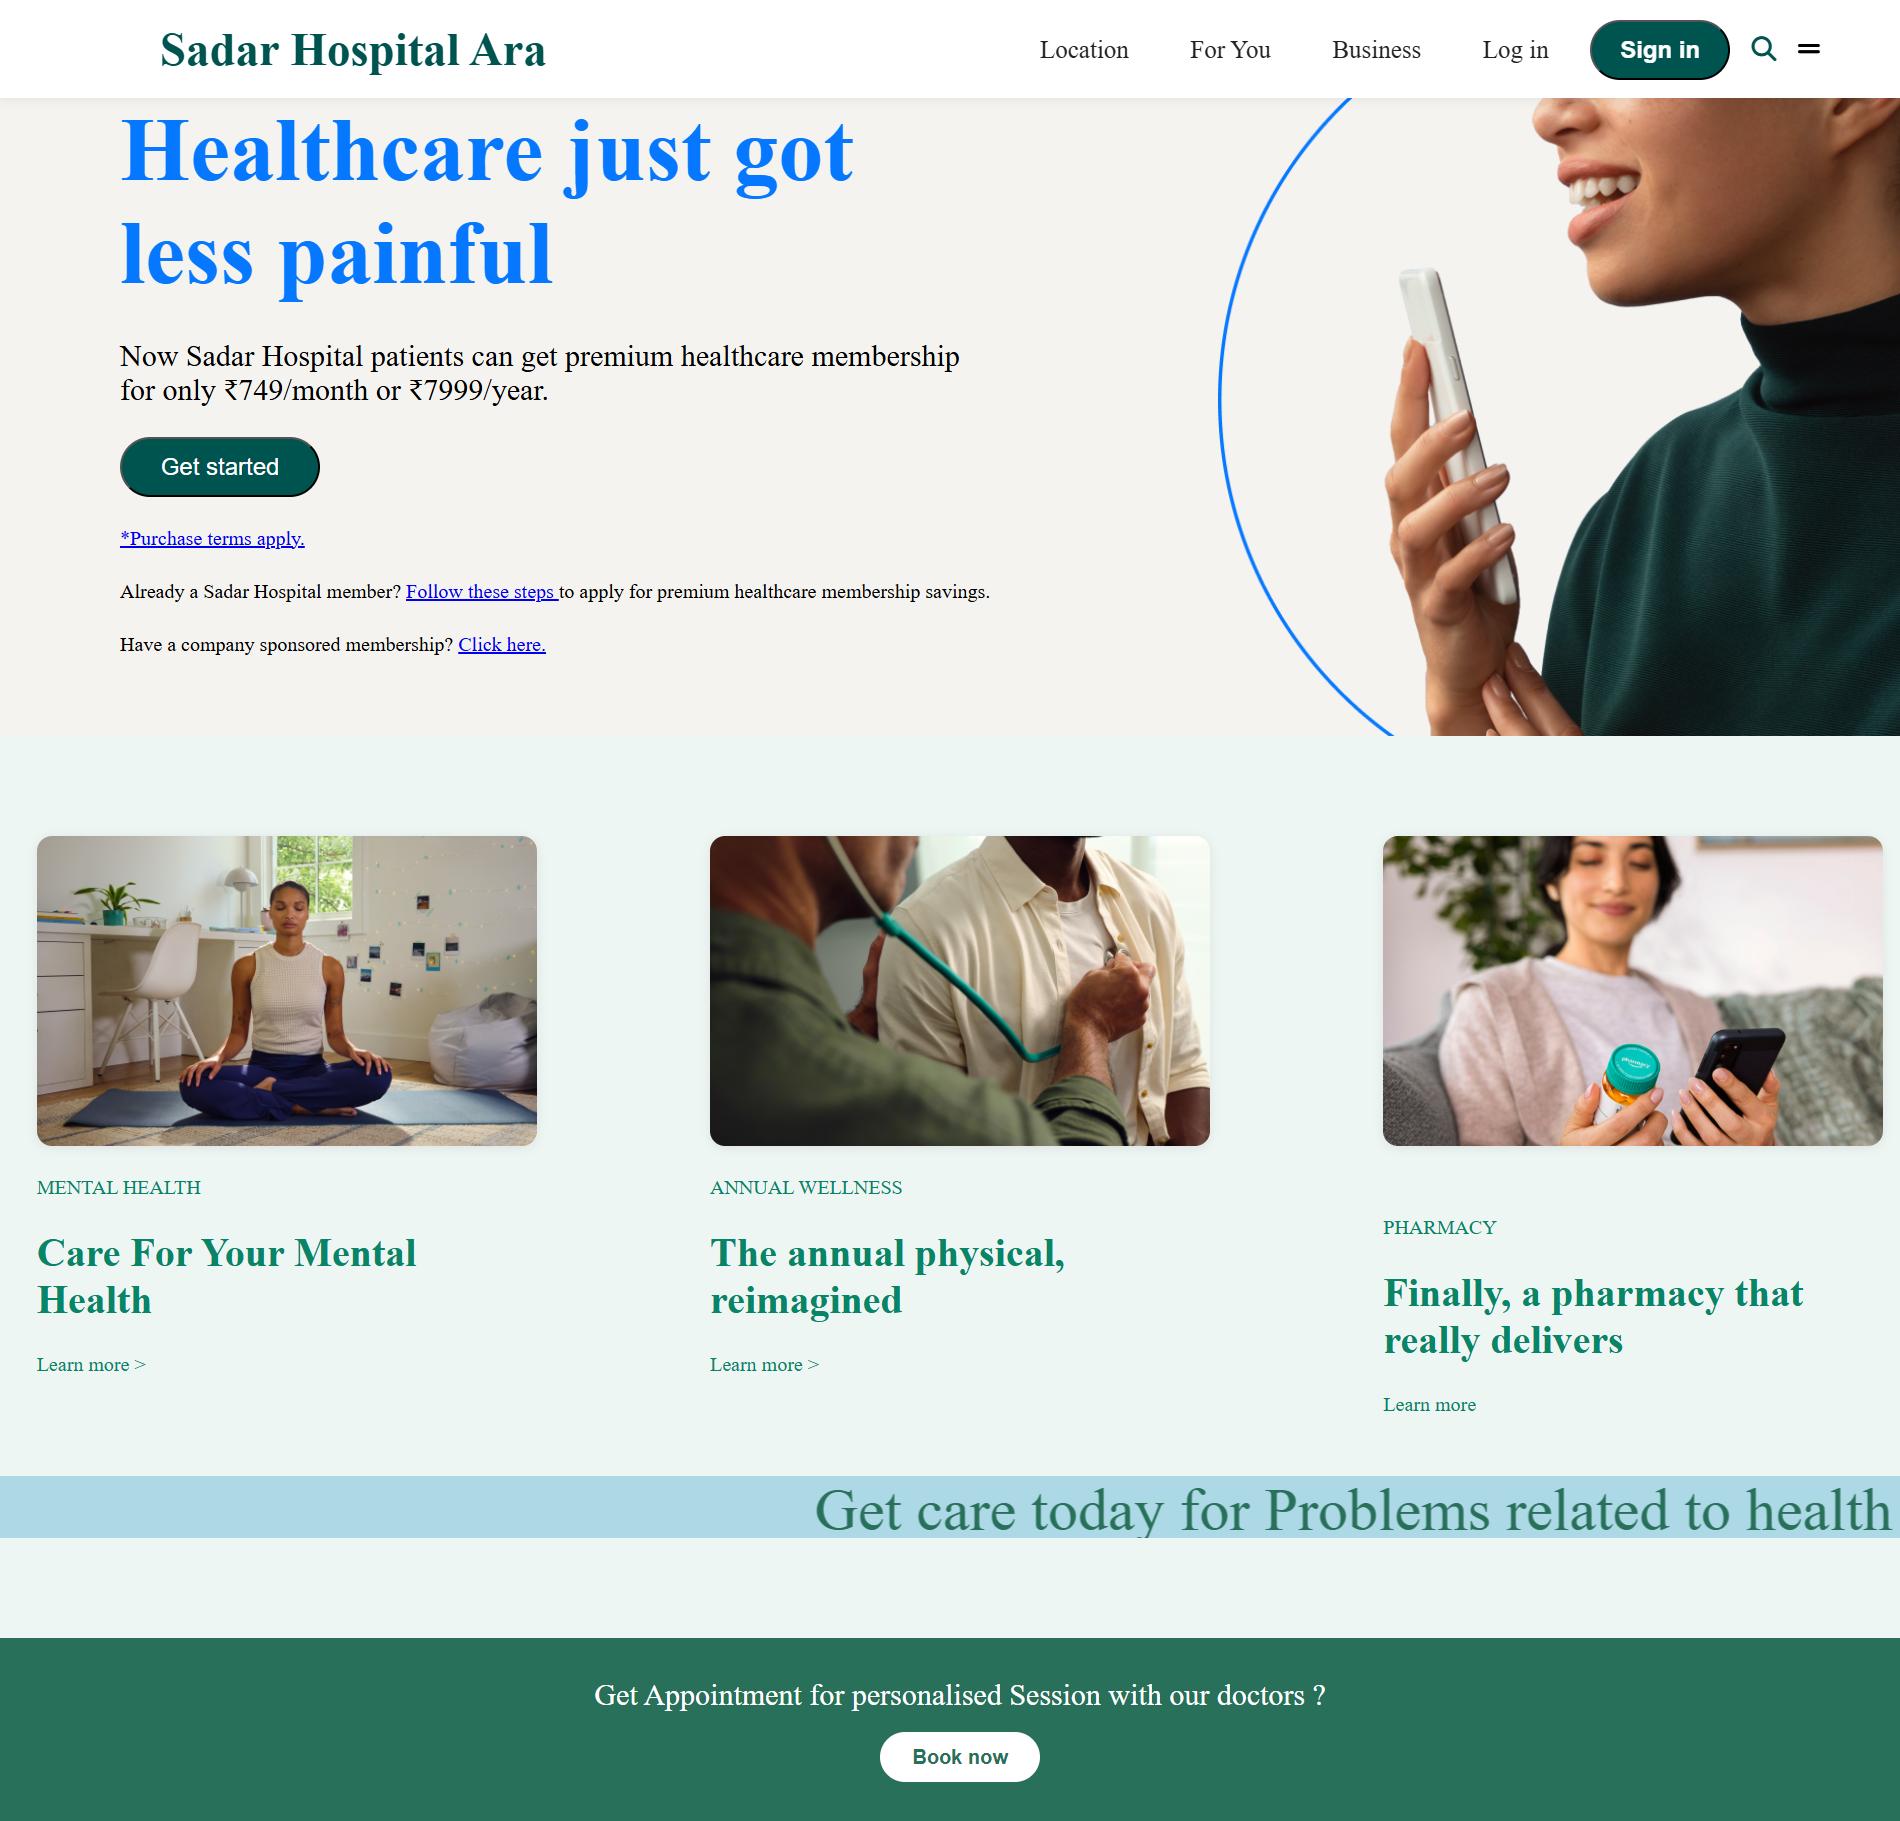 Sadar Hospital Ara
Location For You Business Log in Sign in
Healthcare just got
less painful
Now Sadar Hospital patients can get premium healthcare membership
for only ₹749/month or ₹7999/year.
Get started
*Purchase terms apply.
Already a Sadar Hospital member? Follow these steps to apply for premium healthcare membership savings.
Have a company sponsored membership? Click here.
pharmacy
MENTAL HEALTH
Care For Your Mental
Health
Learn more >
ANNUAL WELLNESS
The annual physical,
reimagined
Learn more >
PHARMACY
Finally, a pharmacy that
really delivers
Learn more
Get care today for Problems related to health
Get Appointment for personalised Session with our doctors ?
Book now